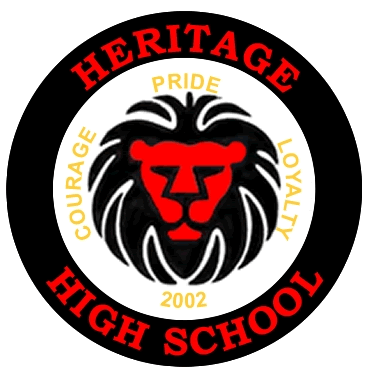 HERITAGE
PRIDE
COURAGE
LOYALTY
2002
HIGH SCHOOL